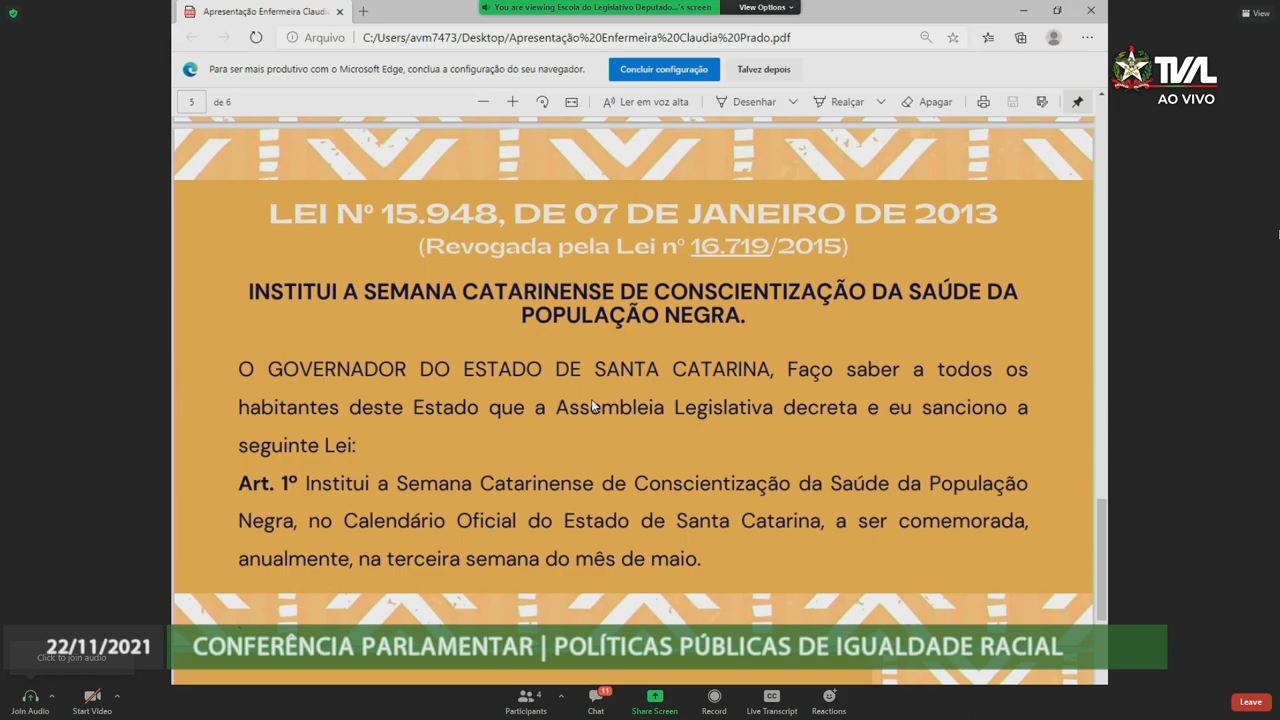 Apresentação Enfermeira Claudia
You are viewing Escola do Legislativo Deputado...'s screen
View Options
View
Arquivo
C:/Users/avm7473/Desktop/Apresentação%20Enfermeira%20Claudia%20Prado.pdf
Para ser mais produtivo com o Microsoft Edge, conclua a configuração do seu navegador.
Concluir configuração
Talvez depois
TVAL
AO VIVO
5 de 6
Ler em voz alta
Desenhar
Realçar
Apagar
LEI Nº 15.948, DE 07 DE JANEIRO DE 2013
(Revogada pela Lei nº 16.719/2015)
INSTITUI A SEMANA CATARINENSE DE CONSCIENTIZAÇÃO DA SAÚDE DA
POPULAÇÃO NEGRA.
O GOVERNADOR DO ESTADO DE SANTA CATARINA, Faço saber a todos os
habitantes deste Estado que a Assembleia Legislativa decreta e eu sanciono a
seguinte Lei:
Art. 1º Institui a Semana Catarinense de Conscientização da Saúde da População
Negra, no Calendário Oficial do Estado de Santa Catarina, a ser comemorada,
anualmente, na terceira semana do mês de maio.
22/11/2021
CONFERÊNCIA PARLAMENTAR | POLÍTICAS PÚBLICAS DE IGUALDADE RACIAL
Click to join audio
Join Audio
Start Video
4
Participants
11
Chat
Share Screen
Record
CC
Live Transcript
Reactions
Leave